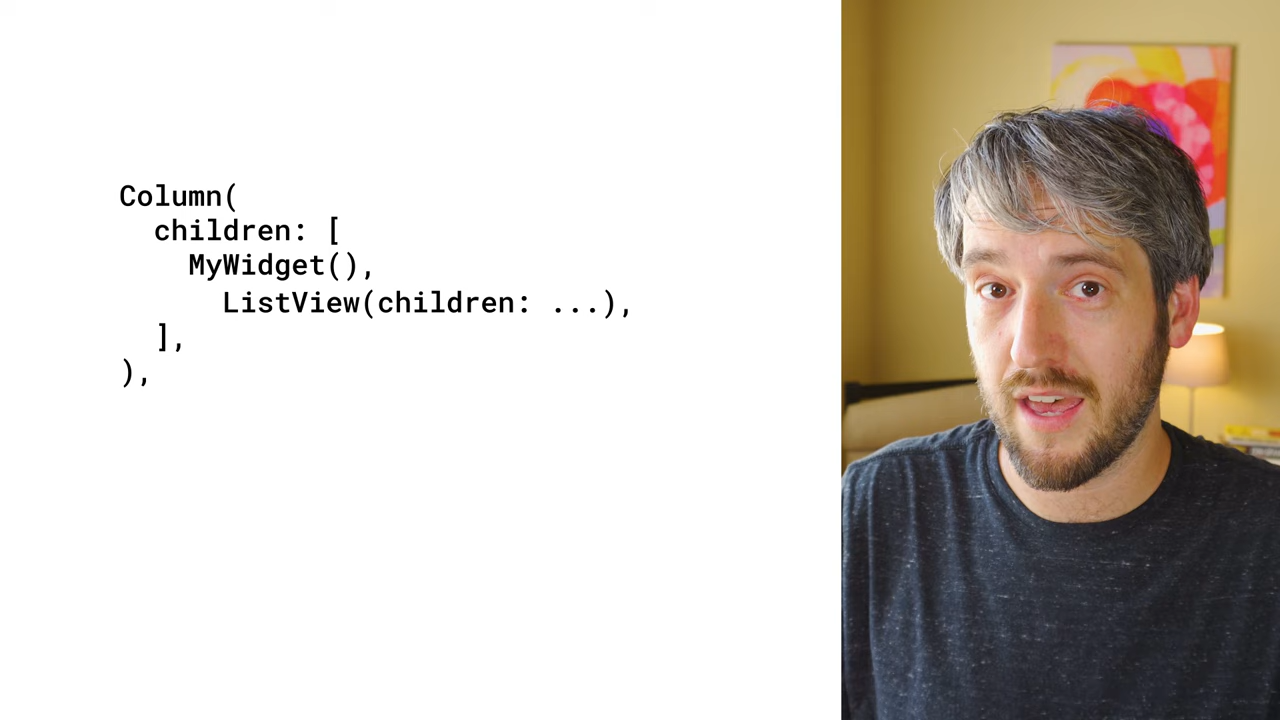 Column(
children: [
MyWidget(),
ListView(children: ...),
],
),